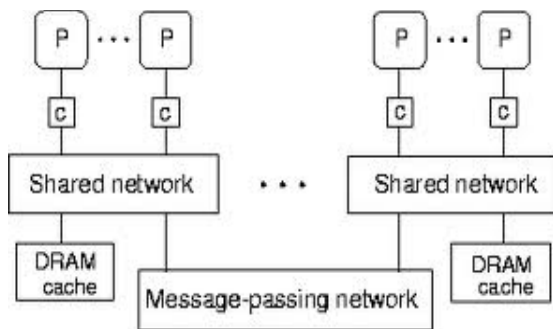 P ••• P P ••• P
C C C C
Shared network ••• Shared network
DRAM cache
DRAM cache
Message-passing network